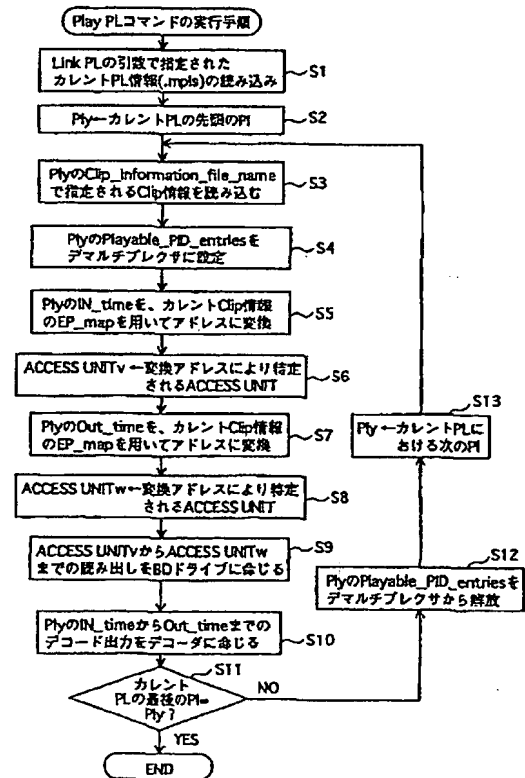 Play PLコマンドの実行手順
Link PLの引数で指定された
カレントPL情報(.mpls)の読み込み
S1
PIy←カレントPLの先頭のPI
S2
PIyのClip_Information_file_name
で指定されるClip情報を読み込む
S3
PIyのPlayable_PID_entriesを
デマルチプレクサに設定
S4
PIyのIN_timeを、カレントClip情報
のEP_mapを用いてアドレスに変換
S5
ACCESS UNITv←変換アドレスにより特定
されるACCESS UNIT
S6
PIyのOut_timeを、カレントClip情報
のEP_mapを用いてアドレスに変換
S7
ACCESS UNITw←変換アドレスにより特定
されるACCESS UNIT
S8
ACCESS UNITvからACCESS UNITw
までの読み出しをBDドライブに命じる
S9
PIyのIN_timeからOut_timeまでの
デコード出力をデコーダに命じる
S10
カレント
PLの最後のPI=
PIy?
S11
NO
YES
END
PIyのPlayable_PID_entriesを
デマルチプレクサから解放
S12
PIy←カレントPLに
おける次のPI
S13